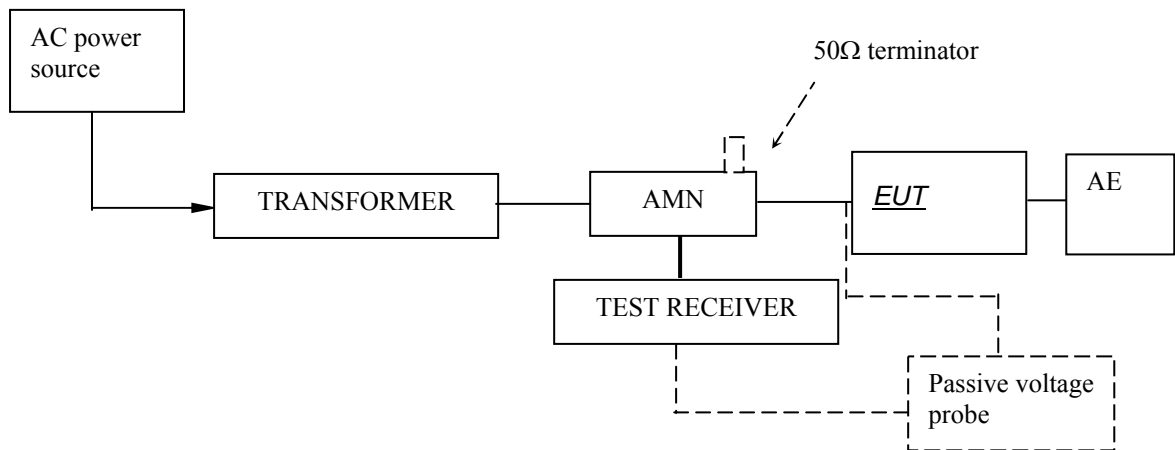 AC power
source
50Ω terminator
TRANSFORMER
AMN
EUT
AE
TEST RECEIVER
Passive voltage
probe